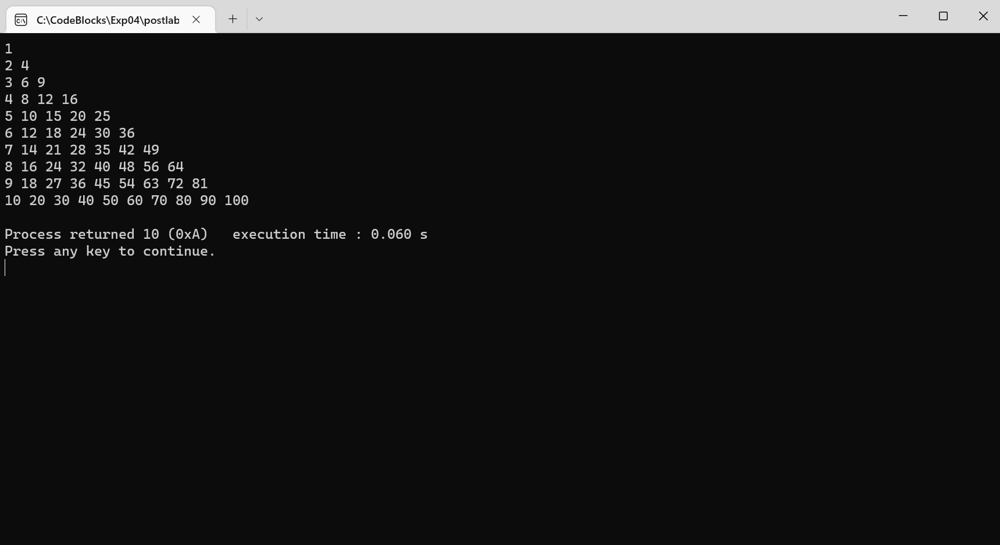 C:\CodeBlocks\Exp04\postlab
1
2 4
3 6 9
4 8 12 16
5 10 15 20 25
6 12 18 24 30 36
7 14 21 28 35 42 49
8 16 24 32 40 48 56 64
9 18 27 36 45 54 63 72 81
10 20 30 40 50 60 70 80 90 100
Process returned 10 (0xA)   execution time : 0.060 s
Press any key to continue.